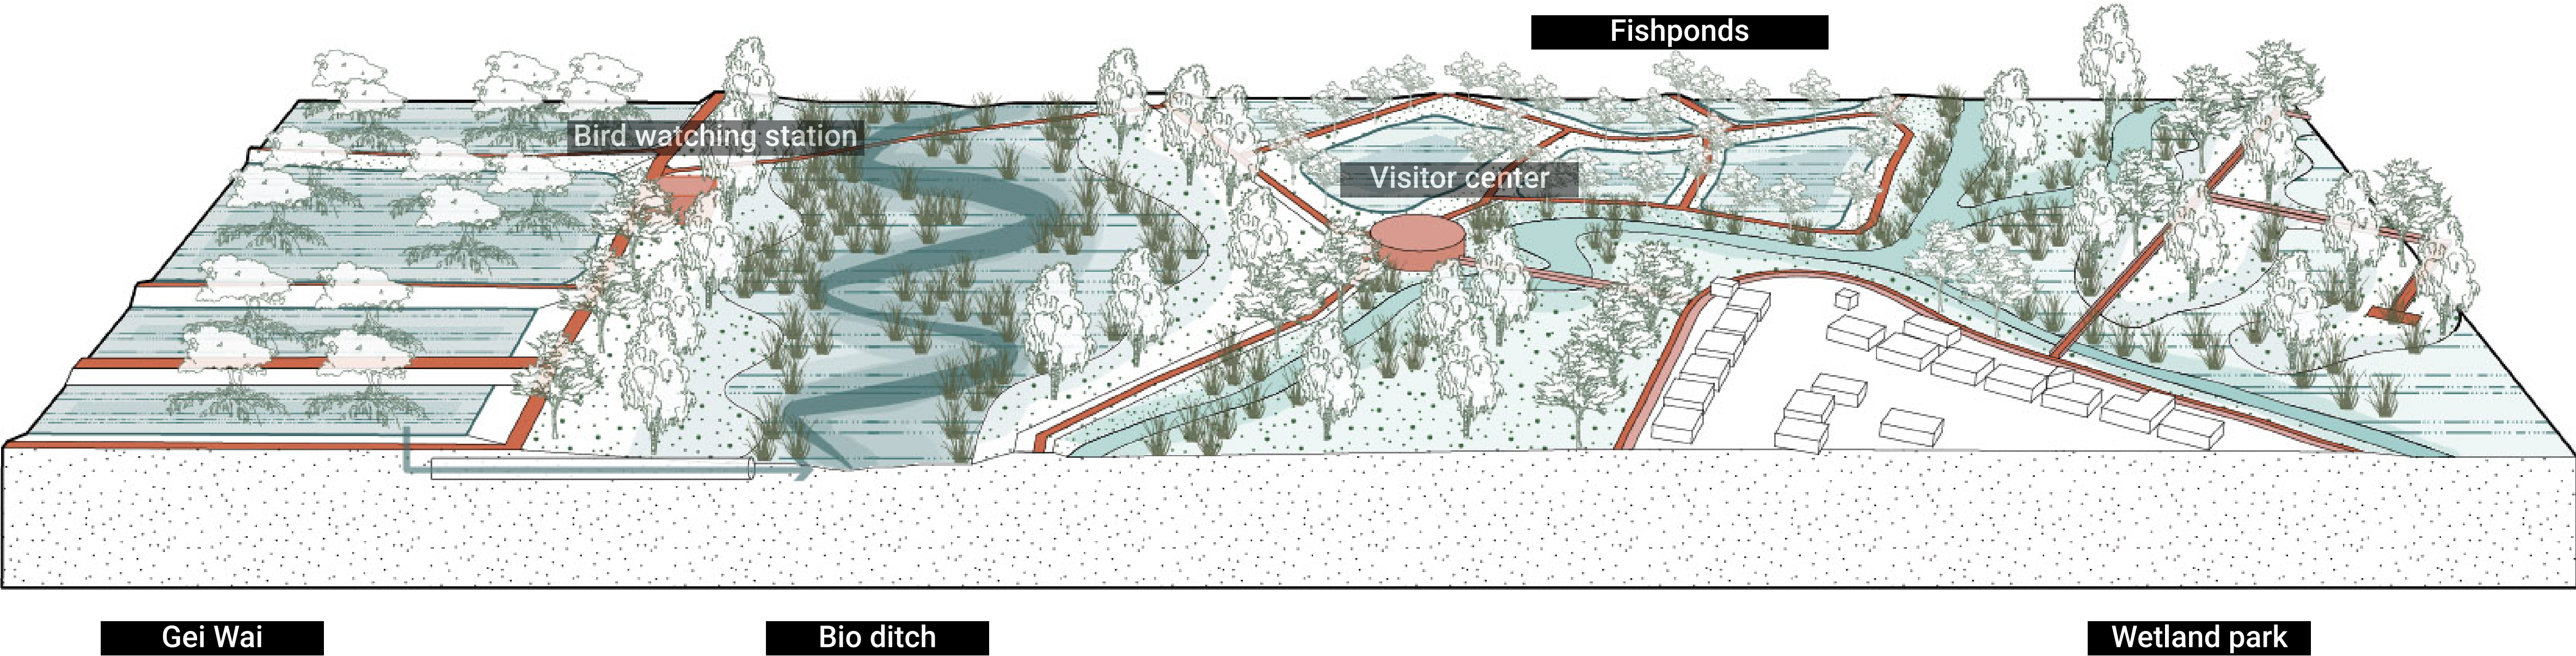 Fishponds
Bird watching station
Visitor center
Gei Wai
Bio ditch
Wetland park